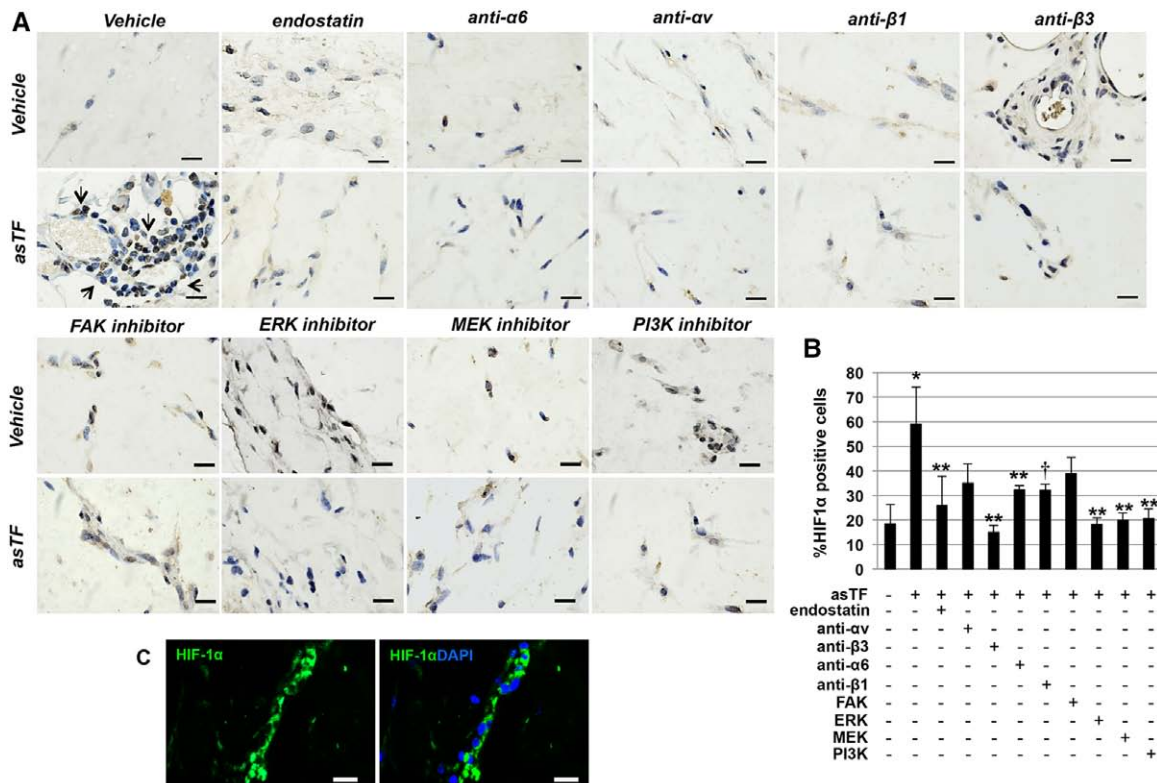 A
Vehicle endostatin anti-α6 anti-αv anti-β1 anti-β3
Vehicle
asTF
FAK inhibitor ERK inhibitor MEK inhibitor PI3K inhibitor
Vehicle
asTF
B
%HIF1α positive cells
80
70
60
50
40
30
20
10
0
* ** ** ** † ** ** **
asTF - + + + + + + + + + +
endostatin - - + - - - - - - - -
anti-αv - - - + - - - - - - -
anti-β3 - - - - + - - - - - -
anti-α6 - - - - - + - - - - -
anti-β1 - - - - - - + - - - -
FAK - - - - - - - + - - -
ERK - - - - - - - - + - -
MEK - - - - - - - - - + -
PI3K - - - - - - - - - - +
C
HIF-1α HIF-1αDAPI